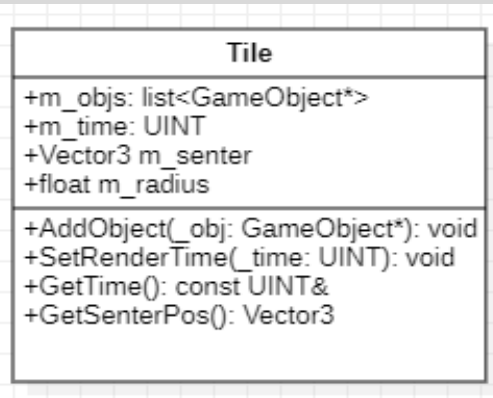 Tile
+m_objs: list<GameObject*>
+m_time: UINT
+Vector3 m_senter
+float m_radius
+AddObject(_obj: GameObject*): void
+SetRenderTime(_time: UINT): void
+GetTime(): const UINT&
+GetSenterPos(): Vector3